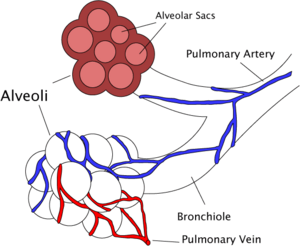 Alveolar Sacs
Pulmonary Artery
Alveoli
Bronchiole
Pulmonary Vein